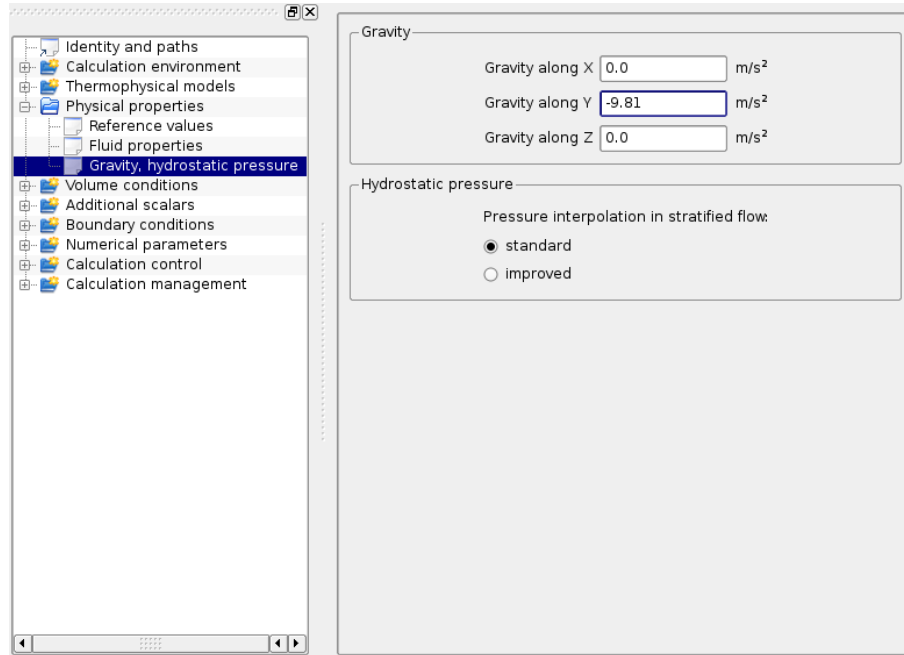 Identity and paths
Calculation environment
Thermophysical models
Physical properties
Reference values
Fluid properties
Gravity, hydrostatic pressure
Volume conditions
Additional scalars
Boundary conditions
Numerical parameters
Calculation control
Calculation management
Gravity
Gravity along X 0.0 m/s²
Gravity along Y -9.81 m/s²
Gravity along Z 0.0 m/s²
Hydrostatic pressure
Pressure interpolation in stratified flow:
standard
improved